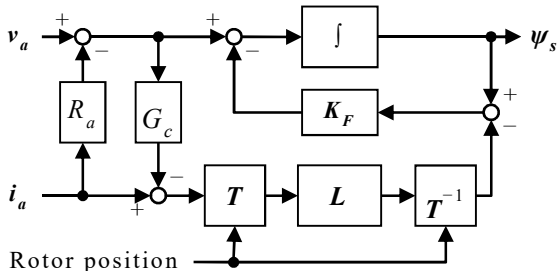 v_a + − + − ∫ ψ_s
R_a G_c K_F + −
i_a + − T L T^{-1}
Rotor position